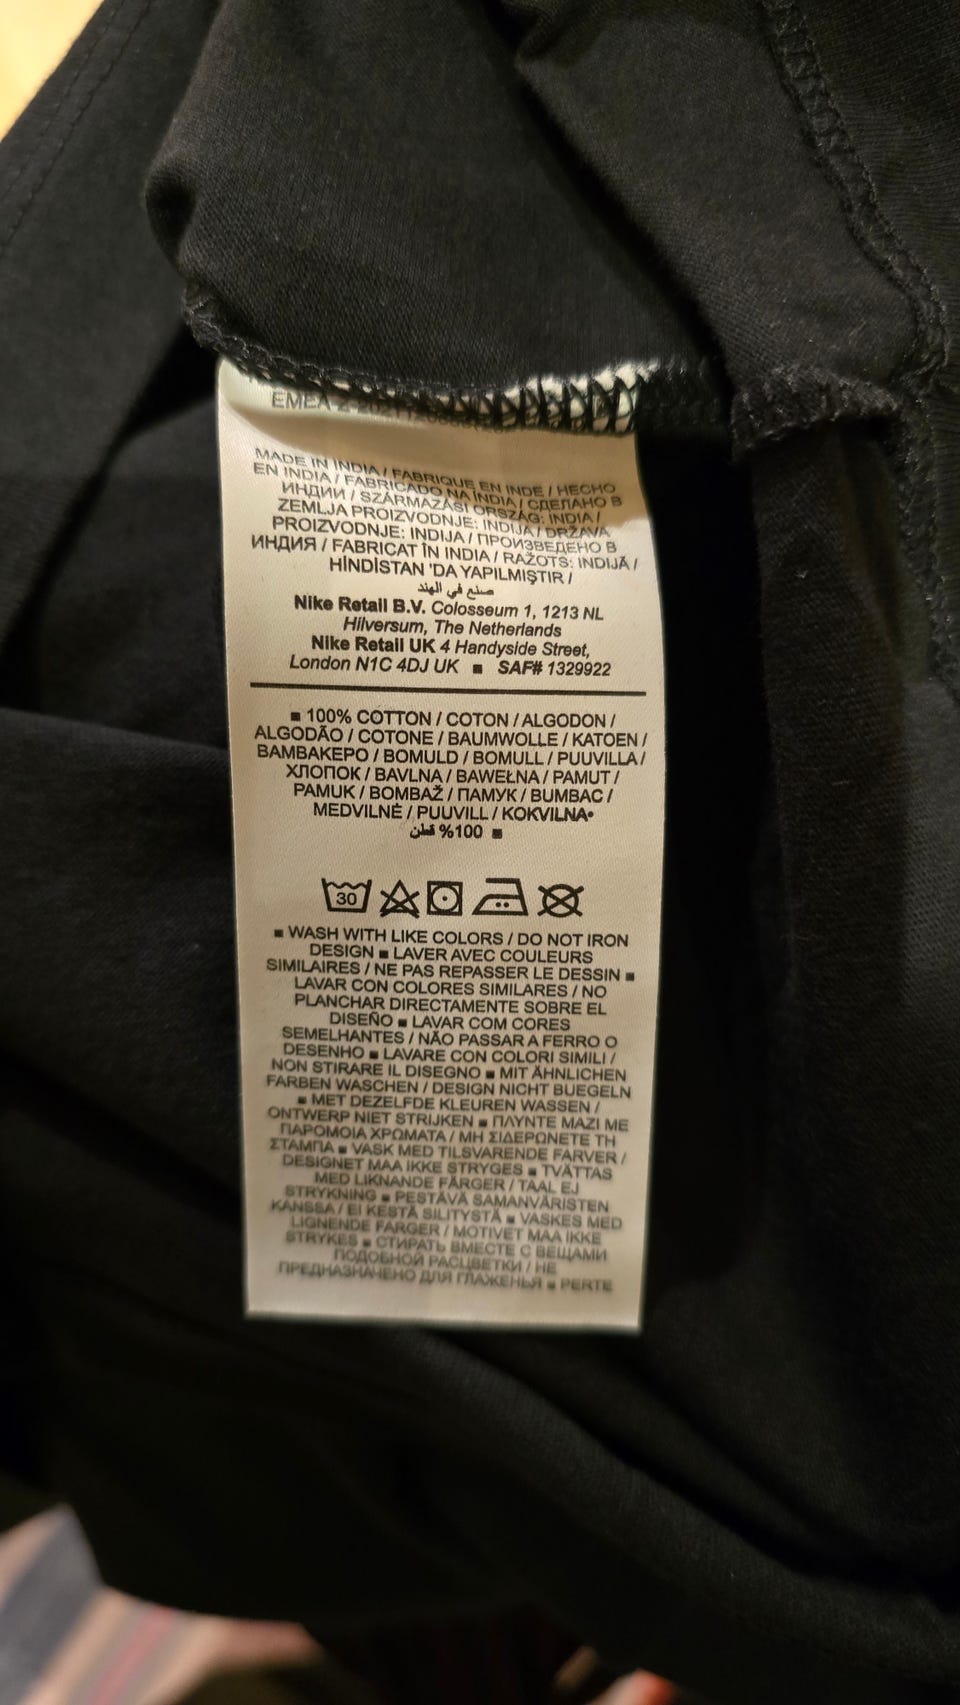 EMEA 2
MADE IN INDIA / FABRIQUE EN INDE / HECHO
EN INDIA / FABRICADO NA INDIA / СДЕЛАНО В
ИНДИИ / SZÁRMAZÁSI ORSZÁG: INDIA /
ZEMLJA PROIZVODNJE: INDIJA / DRŽAVA
PROIZVODNJE: INDIJA / ПРОИЗВЕДЕНО В
ИНДИЯ / FABRICAT ÎN INDIA / RAŽOTS: INDIJĀ /
HİNDİSTAN 'DA YAPILMIŞTIR /
صنع في الهند
Nike Retail B.V. Colosseum 1, 1213 NL
Hilversum, The Netherlands
Nike Retail UK 4 Handyside Street,
London N1C 4DJ UK ■ SAF# 1329922
■ 100% COTTON / COTON / ALGODON /
ALGODÃO / COTONE / BAUMWOLLE / KATOEN /
ΒΑΜΒΑΚΕΡΟ / BOMULD / BOMULL / PUUVILLA /
ХЛОПОК / BAVLNA / BAWEŁNA / PAMUT /
PAMUK / BOMBAŽ / ПАМУК / BUMBAC /
MEDVILNĖ / PUUVILL / KOKVILNA•
■ 100% قطن
30
■ WASH WITH LIKE COLORS / DO NOT IRON
DESIGN ■ LAVER AVEC COULEURS
SIMILAIRES / NE PAS REPASSER LE DESSIN ■
LAVAR CON COLORES SIMILARES / NO
PLANCHAR DIRECTAMENTE SOBRE EL
DISEÑO ■ LAVAR COM CORES
SEMELHANTES / NÃO PASSAR A FERRO O
DESENHO ■ LAVARE CON COLORI SIMILI /
NON STIRARE IL DISEGNO ■ MIT ÄHNLICHEN
FARBEN WASCHEN / DESIGN NICHT BUEGELN
■ MET DEZELFDE KLEUREN WASSEN /
ONTWERP NIET STRIJKEN ■ ΠΛΥΝΤΕ ΜΑΖΙ ΜΕ
ΠΑΡΟΜΟΙΑ ΧΡΩΜΑΤΑ / ΜΗ ΣΙΔΕΡΩΝΕΤΕ ΤΗ
ΣΤΑΜΠΑ ■ VASK MED TILSVARENDE FARVER /
DESIGNET MAA IKKE STRYGES ■ TVÄTTAS
MED LIKNANDE FÄRGER / TAAL EJ
STRYKNING ■ PESTÄVÄ SAMANVÄRISTEN
KANSSA / EI KESTÄ SILITYSTÄ ■ VASKES MED
LIGNENDE FARGER / MOTIVET MAA IKKE
STRYKES ■ СТИРАТЬ ВМЕСТЕ С ВЕЩАМИ
ПОДОБНОЙ РАСЦВЕТКИ / НЕ
ПРЕДНАЗНАЧЕНО ДЛЯ ГЛАЖЕНЬЯ ■ PERTE